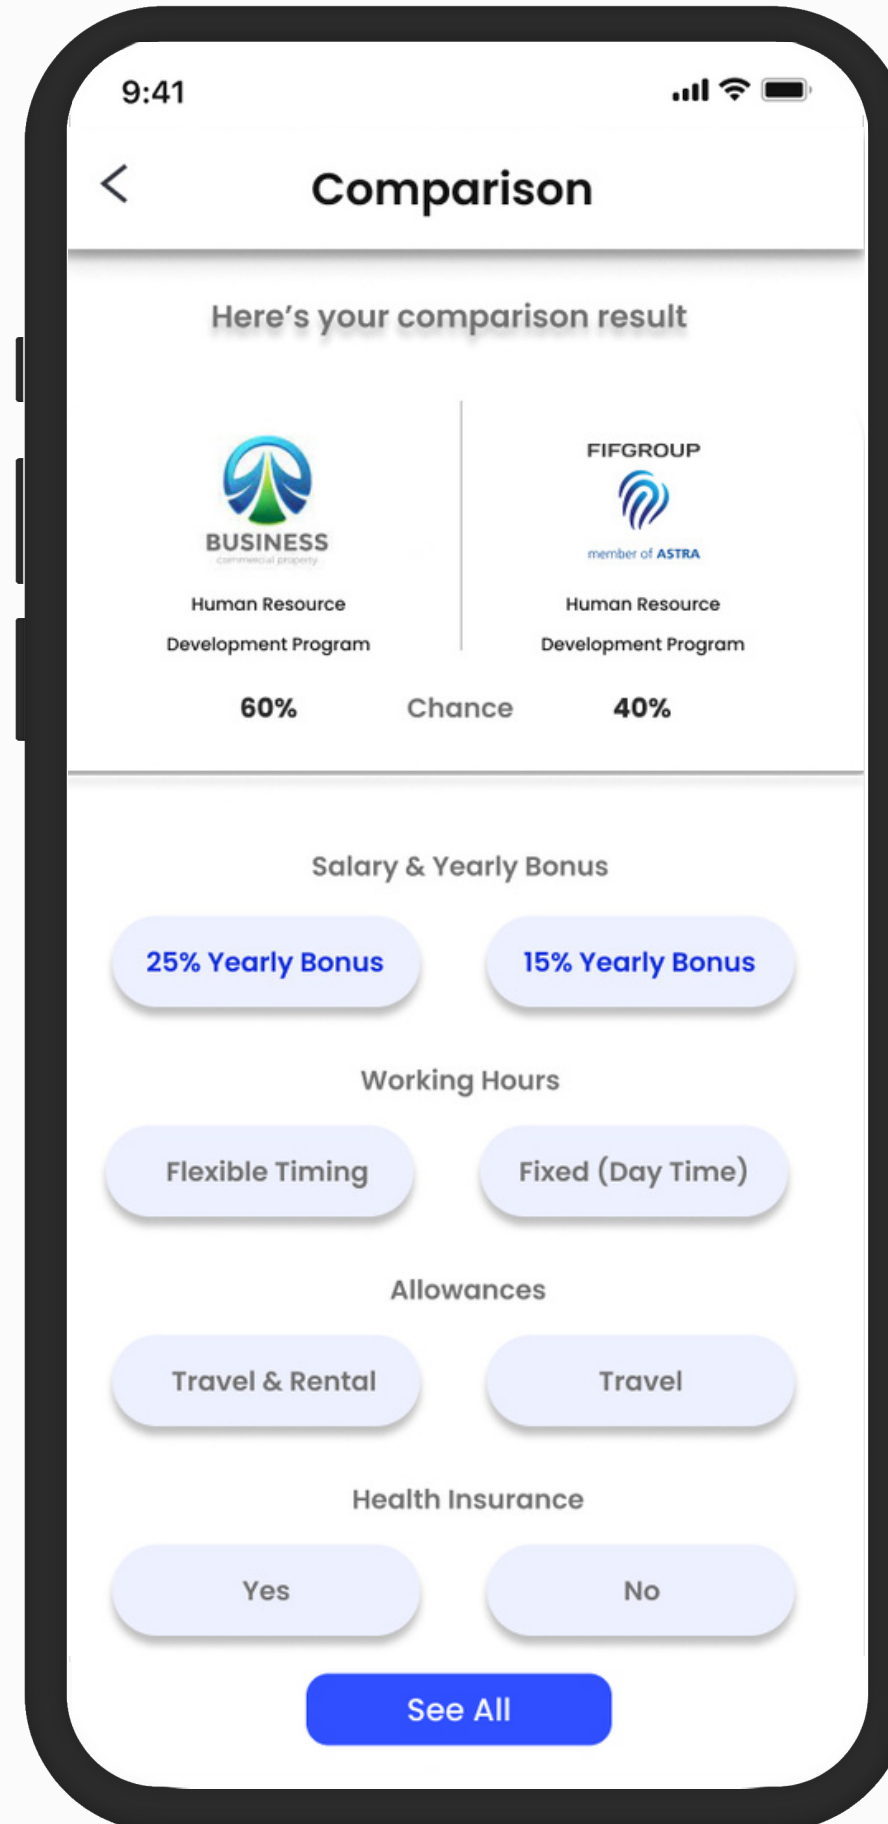 9:41
Comparison
Here's your comparison result
BUSINESS
commercial property
FIFGROUP
member of ASTRA
Human Resource
Development Program
Human Resource
Development Program
60% Chance 40%
Salary & Yearly Bonus
25% Yearly Bonus 15% Yearly Bonus
Working Hours
Flexible Timing Fixed (Day Time)
Allowances
Travel & Rental Travel
Health Insurance
Yes No
See All